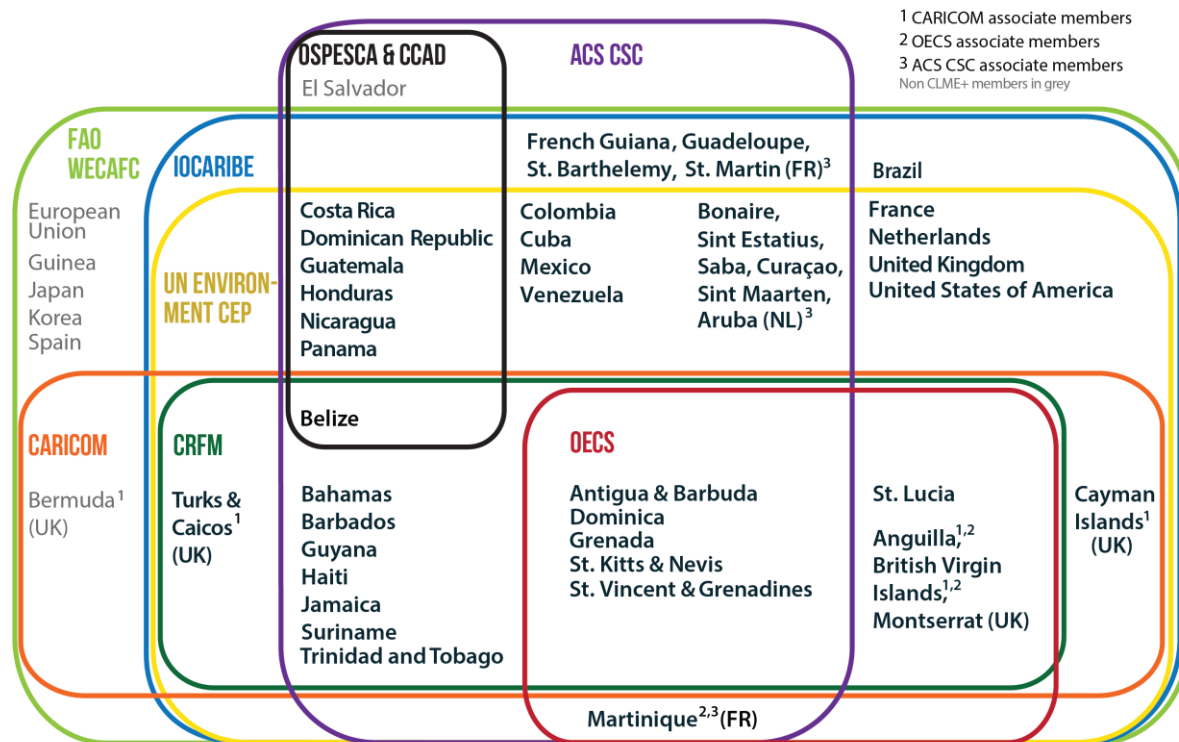 1 CARICOM associate members
2 OECS associate members
3 ACS CSC associate members
Non CLME+ members in grey
OSPESCA & CCAD
El Salvador
ACS CSC
FAO
WECAFC
IOCARIBE
French Guiana, Guadeloupe,
St. Barthelemy, St. Martin (FR)3
Brazil
European
Union
Guinea
Japan
Korea
Spain
UN ENVIRON-
MENT CEP
Costa Rica
Dominican Republic
Guatemala
Honduras
Nicaragua
Panama
Colombia
Cuba
Mexico
Venezuela
Bonaire,
Sint Estatius,
Saba, Curaçao,
Sint Maarten,
Aruba (NL)3
France
Netherlands
United Kingdom
United States of America
Belize
CARICOM
CRFM
OECS
Bermuda1
(UK)
Turks &
Caicos1
(UK)
Bahamas
Barbados
Guyana
Haiti
Jamaica
Suriname
Trinidad and Tobago
Antigua & Barbuda
Dominica
Grenada
St. Kitts & Nevis
St. Vincent & Grenadines
St. Lucia
Anguilla,1,2
British Virgin
Islands,1,2
Montserrat (UK)
Cayman
Islands1
(UK)
Martinique2,3 (FR)